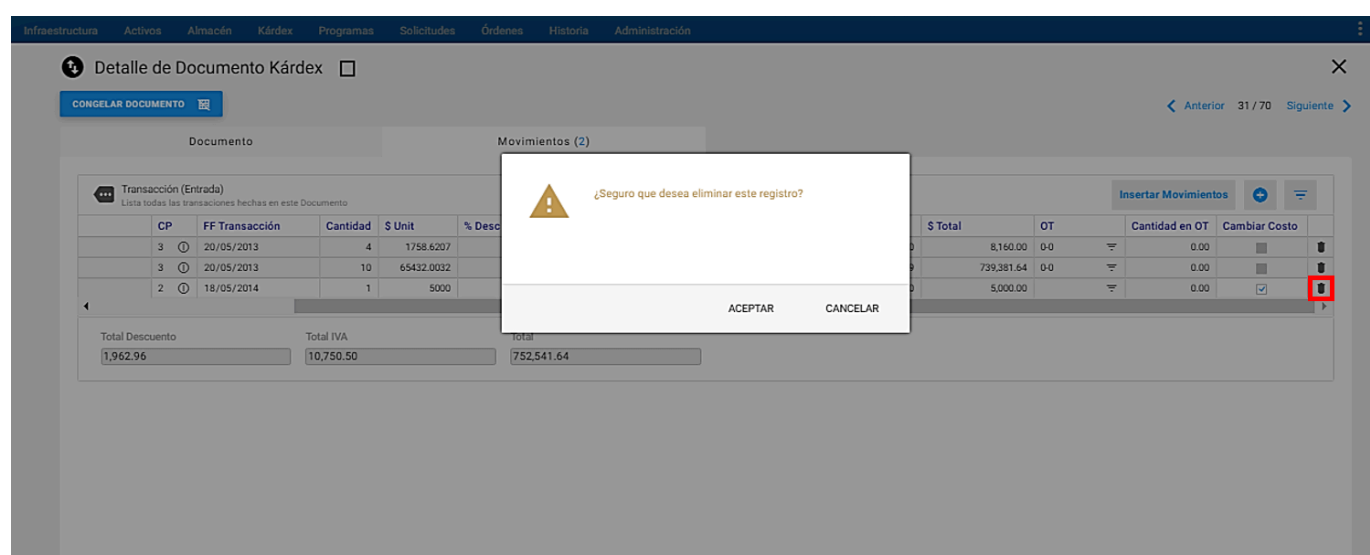 Infraestructura Activos Almacén Kárdex Programas Solicitudes Órdenes Historia Administración
Detalle de Documento Kárdex
CONGELAR DOCUMENTO
Anterior 31 / 70 Siguiente
Documento Movimientos (2)
Transacción (Entrada)
Lista todas las transacciones hechas en este Documento
Insertar Movimientos
CP FF Transacción Cantidad $ Unit % Desc $ Total OT Cantidad en OT Cambiar Costo
3 20/05/2013 4 1758.6207 0 8,160.00 0-0 0.00
3 20/05/2013 10 65432.0032 9 739,381.64 0-0 0.00
2 18/05/2014 1 5000 0 5,000.00 0.00
¿Seguro que desea eliminar este registro?
ACEPTAR CANCELAR
Total Descuento Total IVA Total
1,962.96 10,750.50 752,541.64